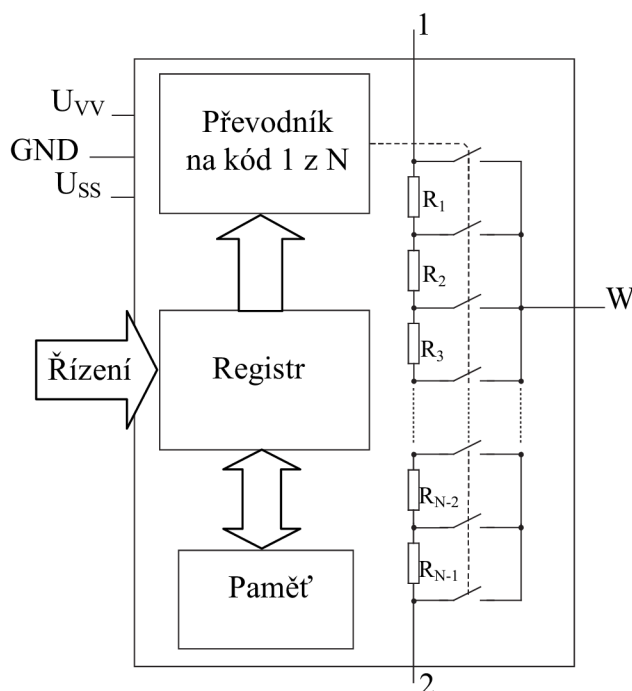 1
U_VV
GND
U_SS
Převodník
na kód 1 z N
R_1
R_2
W
R_3
Řízení
Registr
R_N-2
R_N-1
Paměť
2